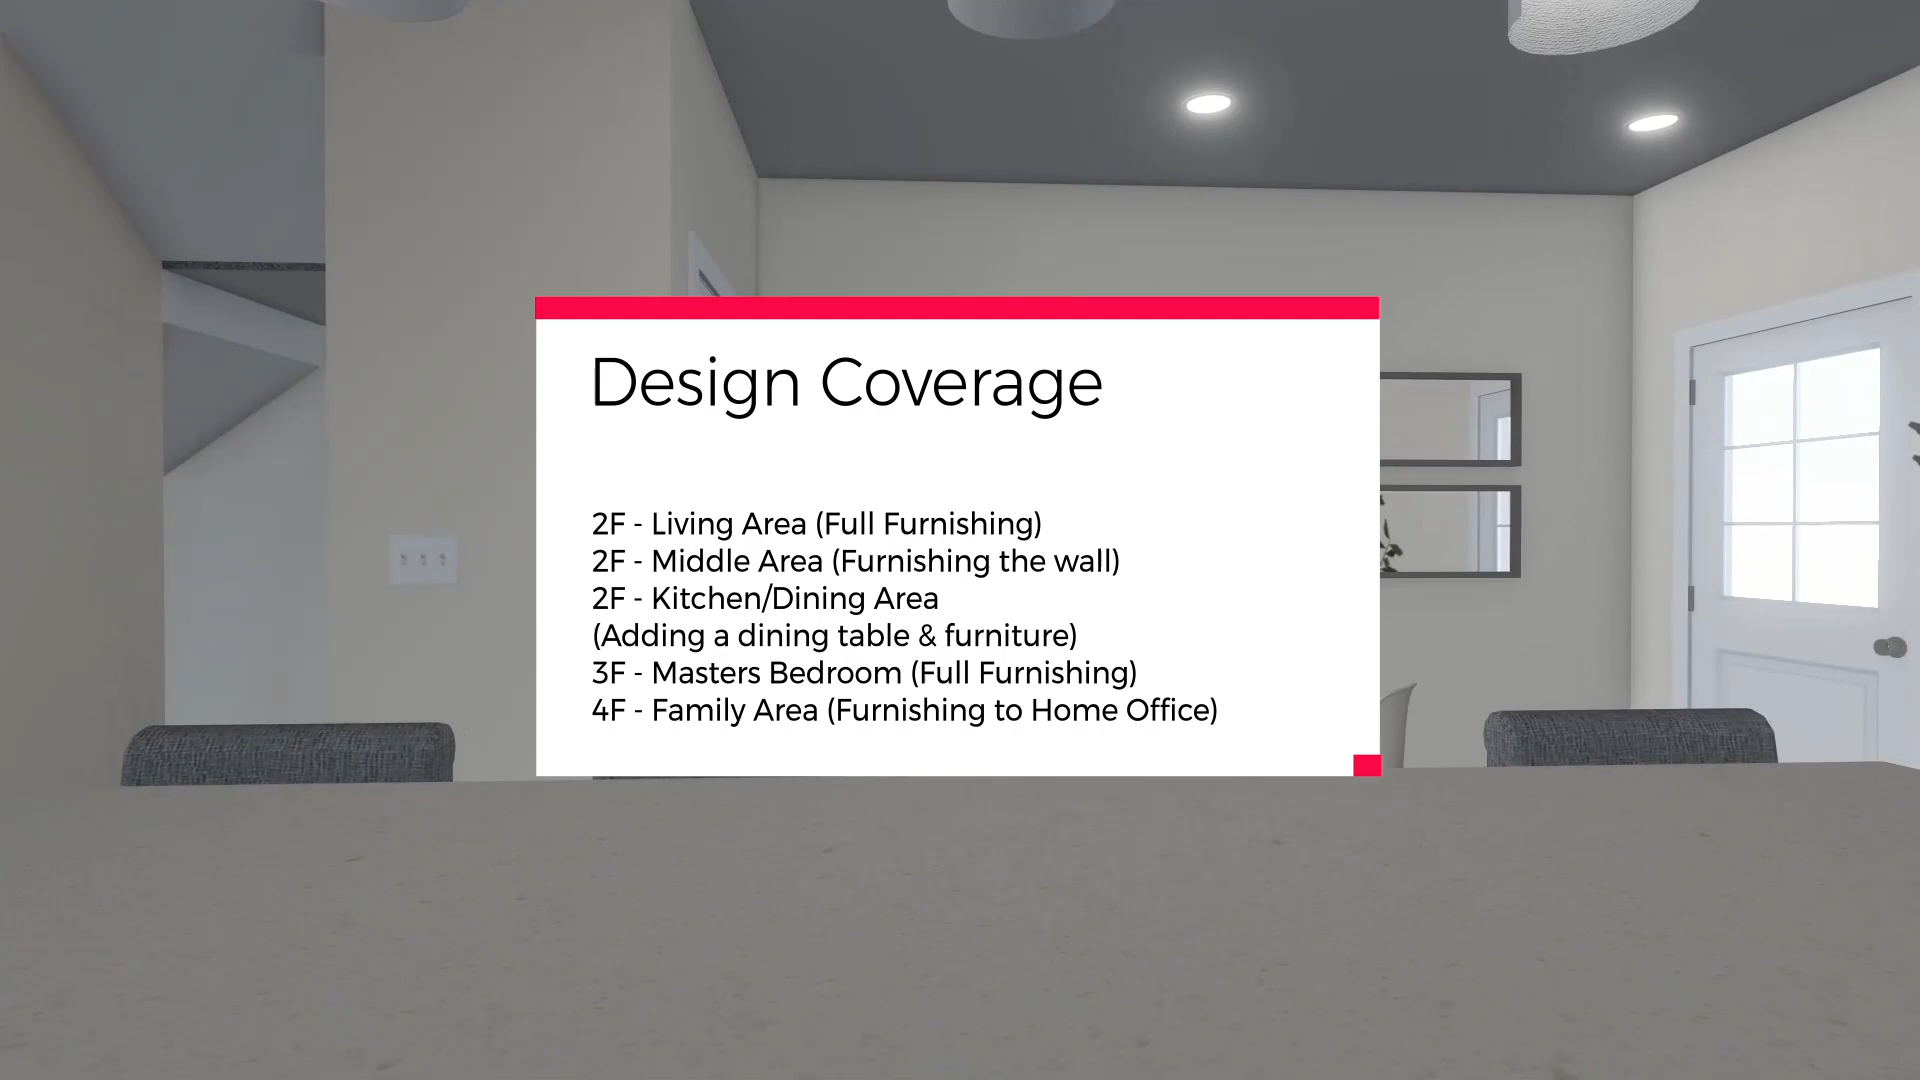 Design Coverage
2F - Living Area (Full Furnishing)
2F - Middle Area (Furnishing the wall)
2F - Kitchen/Dining Area
(Adding a dining table & furniture)
3F - Masters Bedroom (Full Furnishing)
4F - Family Area (Furnishing to Home Office)